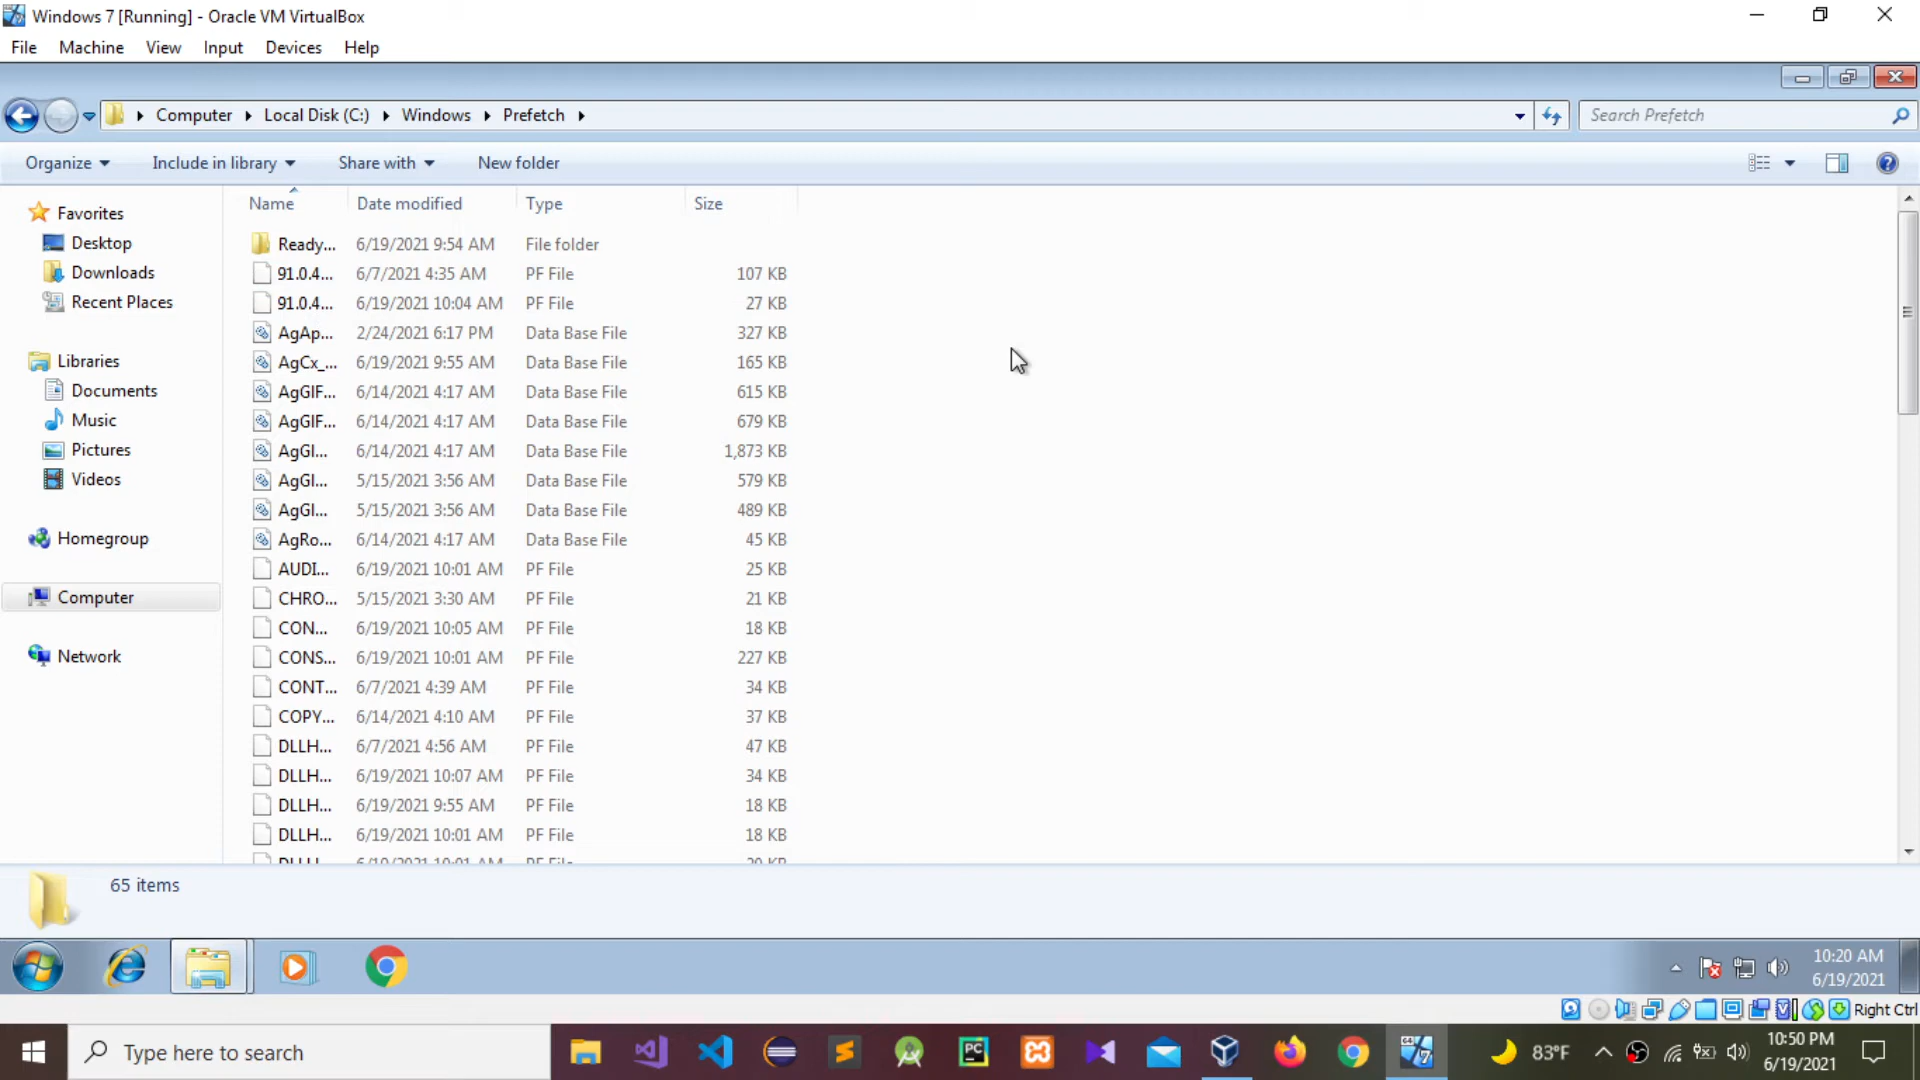 Windows 7 [Running] - Oracle VM VirtualBox
File Machine View Input Devices Help
Computer Local Disk (C:) Windows Prefetch Search Prefetch
Organize Include in library Share with New folder
Name Date modified Type Size
Favorites
Desktop
Downloads
Recent Places
Libraries
Documents
Music
Pictures
Videos
Homegroup
Computer
Network
Ready... 6/19/2021 9:54 AM File folder
91.0.4... 6/7/2021 4:35 AM PF File 107 KB
91.0.4... 6/19/2021 10:04 AM PF File 27 KB
AgAp... 2/24/2021 6:17 PM Data Base File 327 KB
AgCx_... 6/19/2021 9:55 AM Data Base File 165 KB
AgGlF... 6/14/2021 4:17 AM Data Base File 615 KB
AgGlF... 6/14/2021 4:17 AM Data Base File 679 KB
AgGl... 6/14/2021 4:17 AM Data Base File 1,873 KB
AgGl... 5/15/2021 3:56 AM Data Base File 579 KB
AgGl... 5/15/2021 3:56 AM Data Base File 489 KB
AgRo... 6/14/2021 4:17 AM Data Base File 45 KB
AUDI... 6/19/2021 10:01 AM PF File 25 KB
CHRO... 5/15/2021 3:30 AM PF File 21 KB
CON... 6/19/2021 10:05 AM PF File 18 KB
CONS... 6/19/2021 10:01 AM PF File 227 KB
CONT... 6/7/2021 4:39 AM PF File 34 KB
COPY... 6/14/2021 4:10 AM PF File 37 KB
DLLH... 6/7/2021 4:56 AM PF File 47 KB
DLLH... 6/19/2021 10:07 AM PF File 34 KB
DLLH... 6/19/2021 9:55 AM PF File 18 KB
DLLH... 6/19/2021 10:01 AM PF File 18 KB
65 items
10:20 AM
6/19/2021
Right Ctrl
Type here to search
PC
64
7
83°F
10:50 PM
6/19/2021